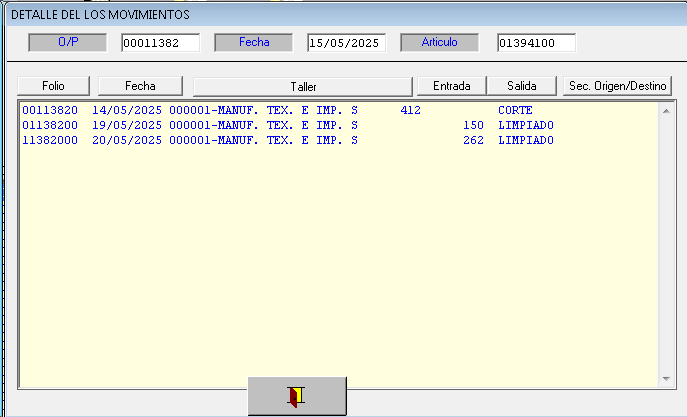 DETALLE DEL LOS MOVIMIENTOS
O/P 00011382 Fecha 15/05/2025 Articulo 01394100
Folio Fecha Taller Entrada Salida Sec. Origen/Destino
00113820 14/05/2025 000001-MANUF. TEX. E IMP. S 412 CORTE
01138200 19/05/2025 000001-MANUF. TEX. E IMP. S 150 LIMPIADO
11382000 20/05/2025 000001-MANUF. TEX. E IMP. S 262 LIMPIADO